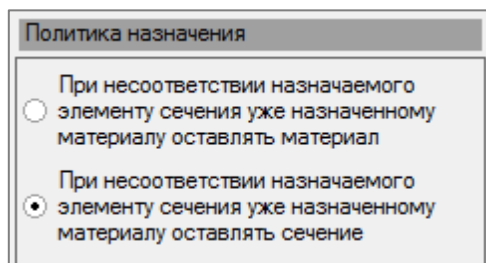 Политика назначения
При несоответствии назначаемого
элементу сечения уже назначенному
материалу оставлять материал
При несоответствии назначаемого
элементу сечения уже назначенному
материалу оставлять сечение